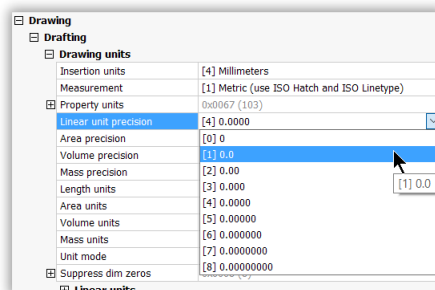 Drawing
Drafting
Drawing units
Insertion units [4] Millimeters
Measurement [1] Metric (use ISO Hatch and ISO Linetype)
Property units 0x0067 (103)
Linear unit precision [4] 0.0000
Area precision [0] 0
Volume precision [1] 0.0
Mass precision [2] 0.00
[1] 0.0
Length units [3] 0.000
Area units [4] 0.0000
Volume units [5] 0.00000
Mass units [6] 0.000000
Unit mode [7] 0.0000000
Suppress dim zeros [8] 0.00000000
Linear units